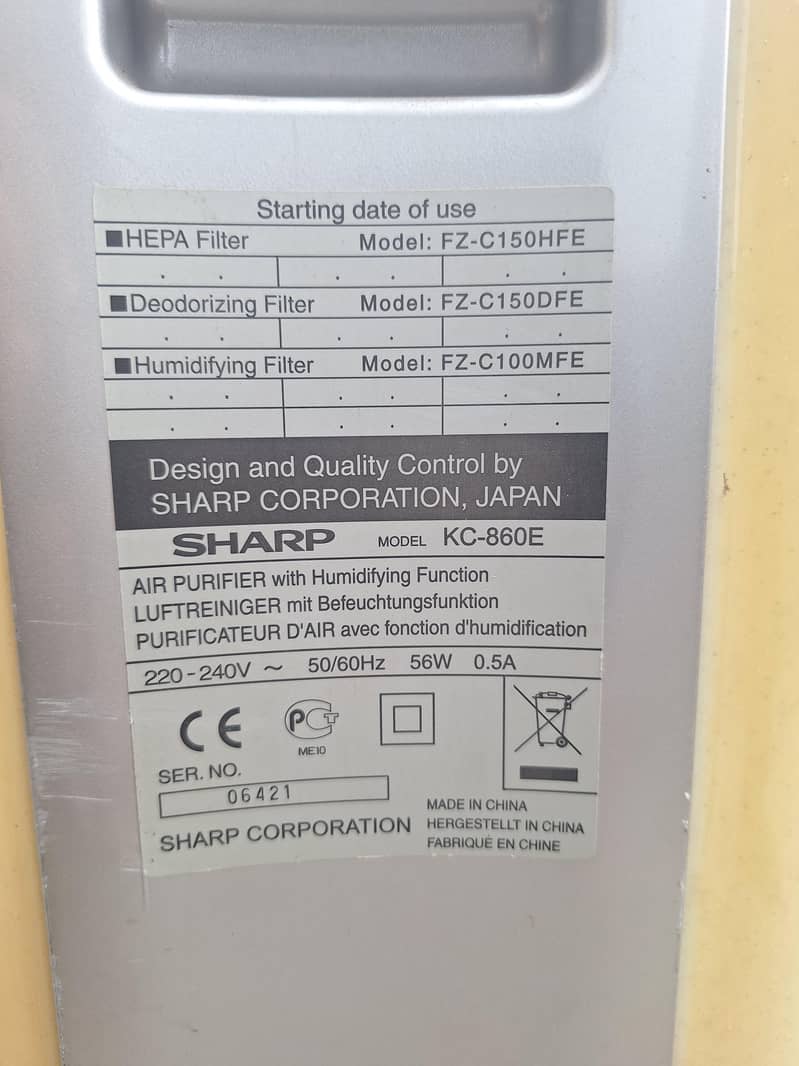 Starting date of use
■HEPA Filter Model: FZ-C150HFE
■Deodorizing Filter Model: FZ-C150DFE
■Humidifying Filter Model: FZ-C100MFE
Design and Quality Control by
SHARP CORPORATION, JAPAN
SHARP MODEL KC-860E
AIR PURIFIER with Humidifying Function
LUFTREINIGER mit Befeuchtungsfunktion
PURIFICATEUR D'AIR avec fonction d'humidification
220-240V ~ 50/60Hz 56W 0.5A
CE РСТ
ME10
SER. NO.
06421
SHARP CORPORATION
MADE IN CHINA
HERGESTELLT IN CHINA
FABRIQUÉ EN CHINE